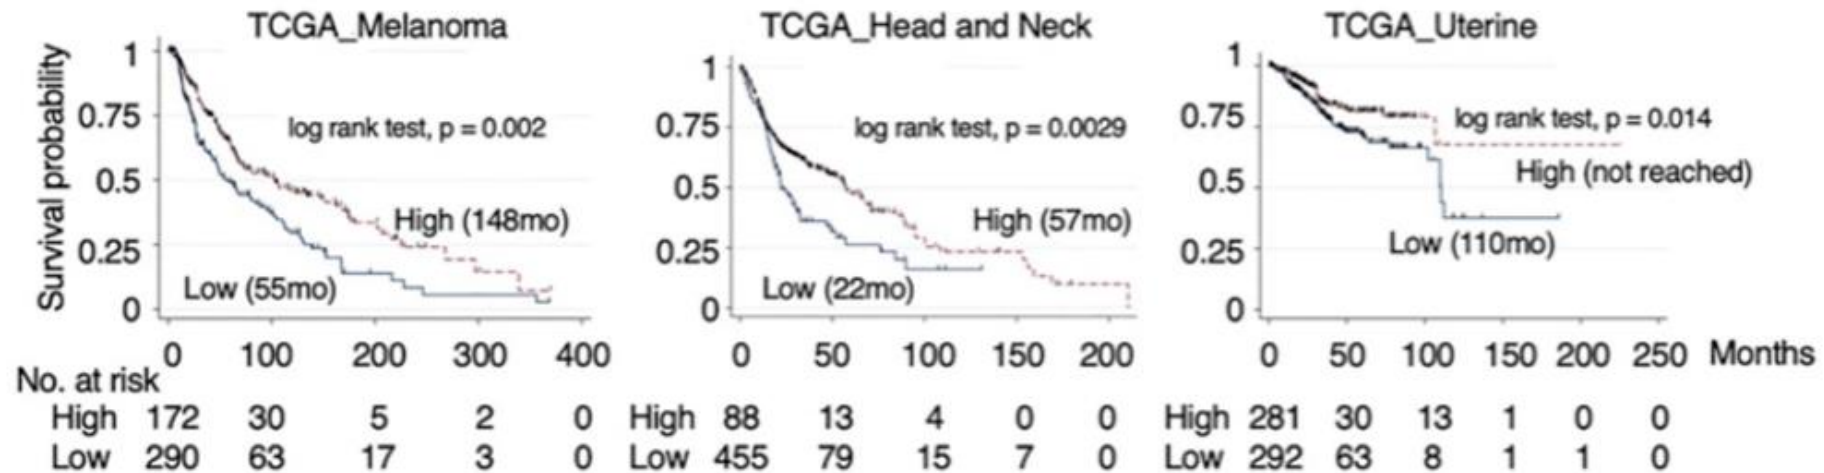 TCGA_Melanoma
Survival probability
1
0.75
0.5
0.25
0
log rank test, p = 0.002
High (148mo)
Low (55mo)
0 100 200 300 400
TCGA_Head and Neck
1
0.75
0.5
0.25
0
log rank test, p = 0.0029
High (57mo)
Low (22mo)
0 50 100 150 200
TCGA_Uterine
1
0.75
0.5
0.25
0
log rank test, p = 0.014
High (not reached)
Low (110mo)
0 50 100 150 200 250 Months
No. at risk
High 172 30 5 2 0 High 88 13 4 0 0 High 281 30 13 1 0 0
Low 290 63 17 3 0 Low 455 79 15 7 0 Low 292 63 8 1 1 0